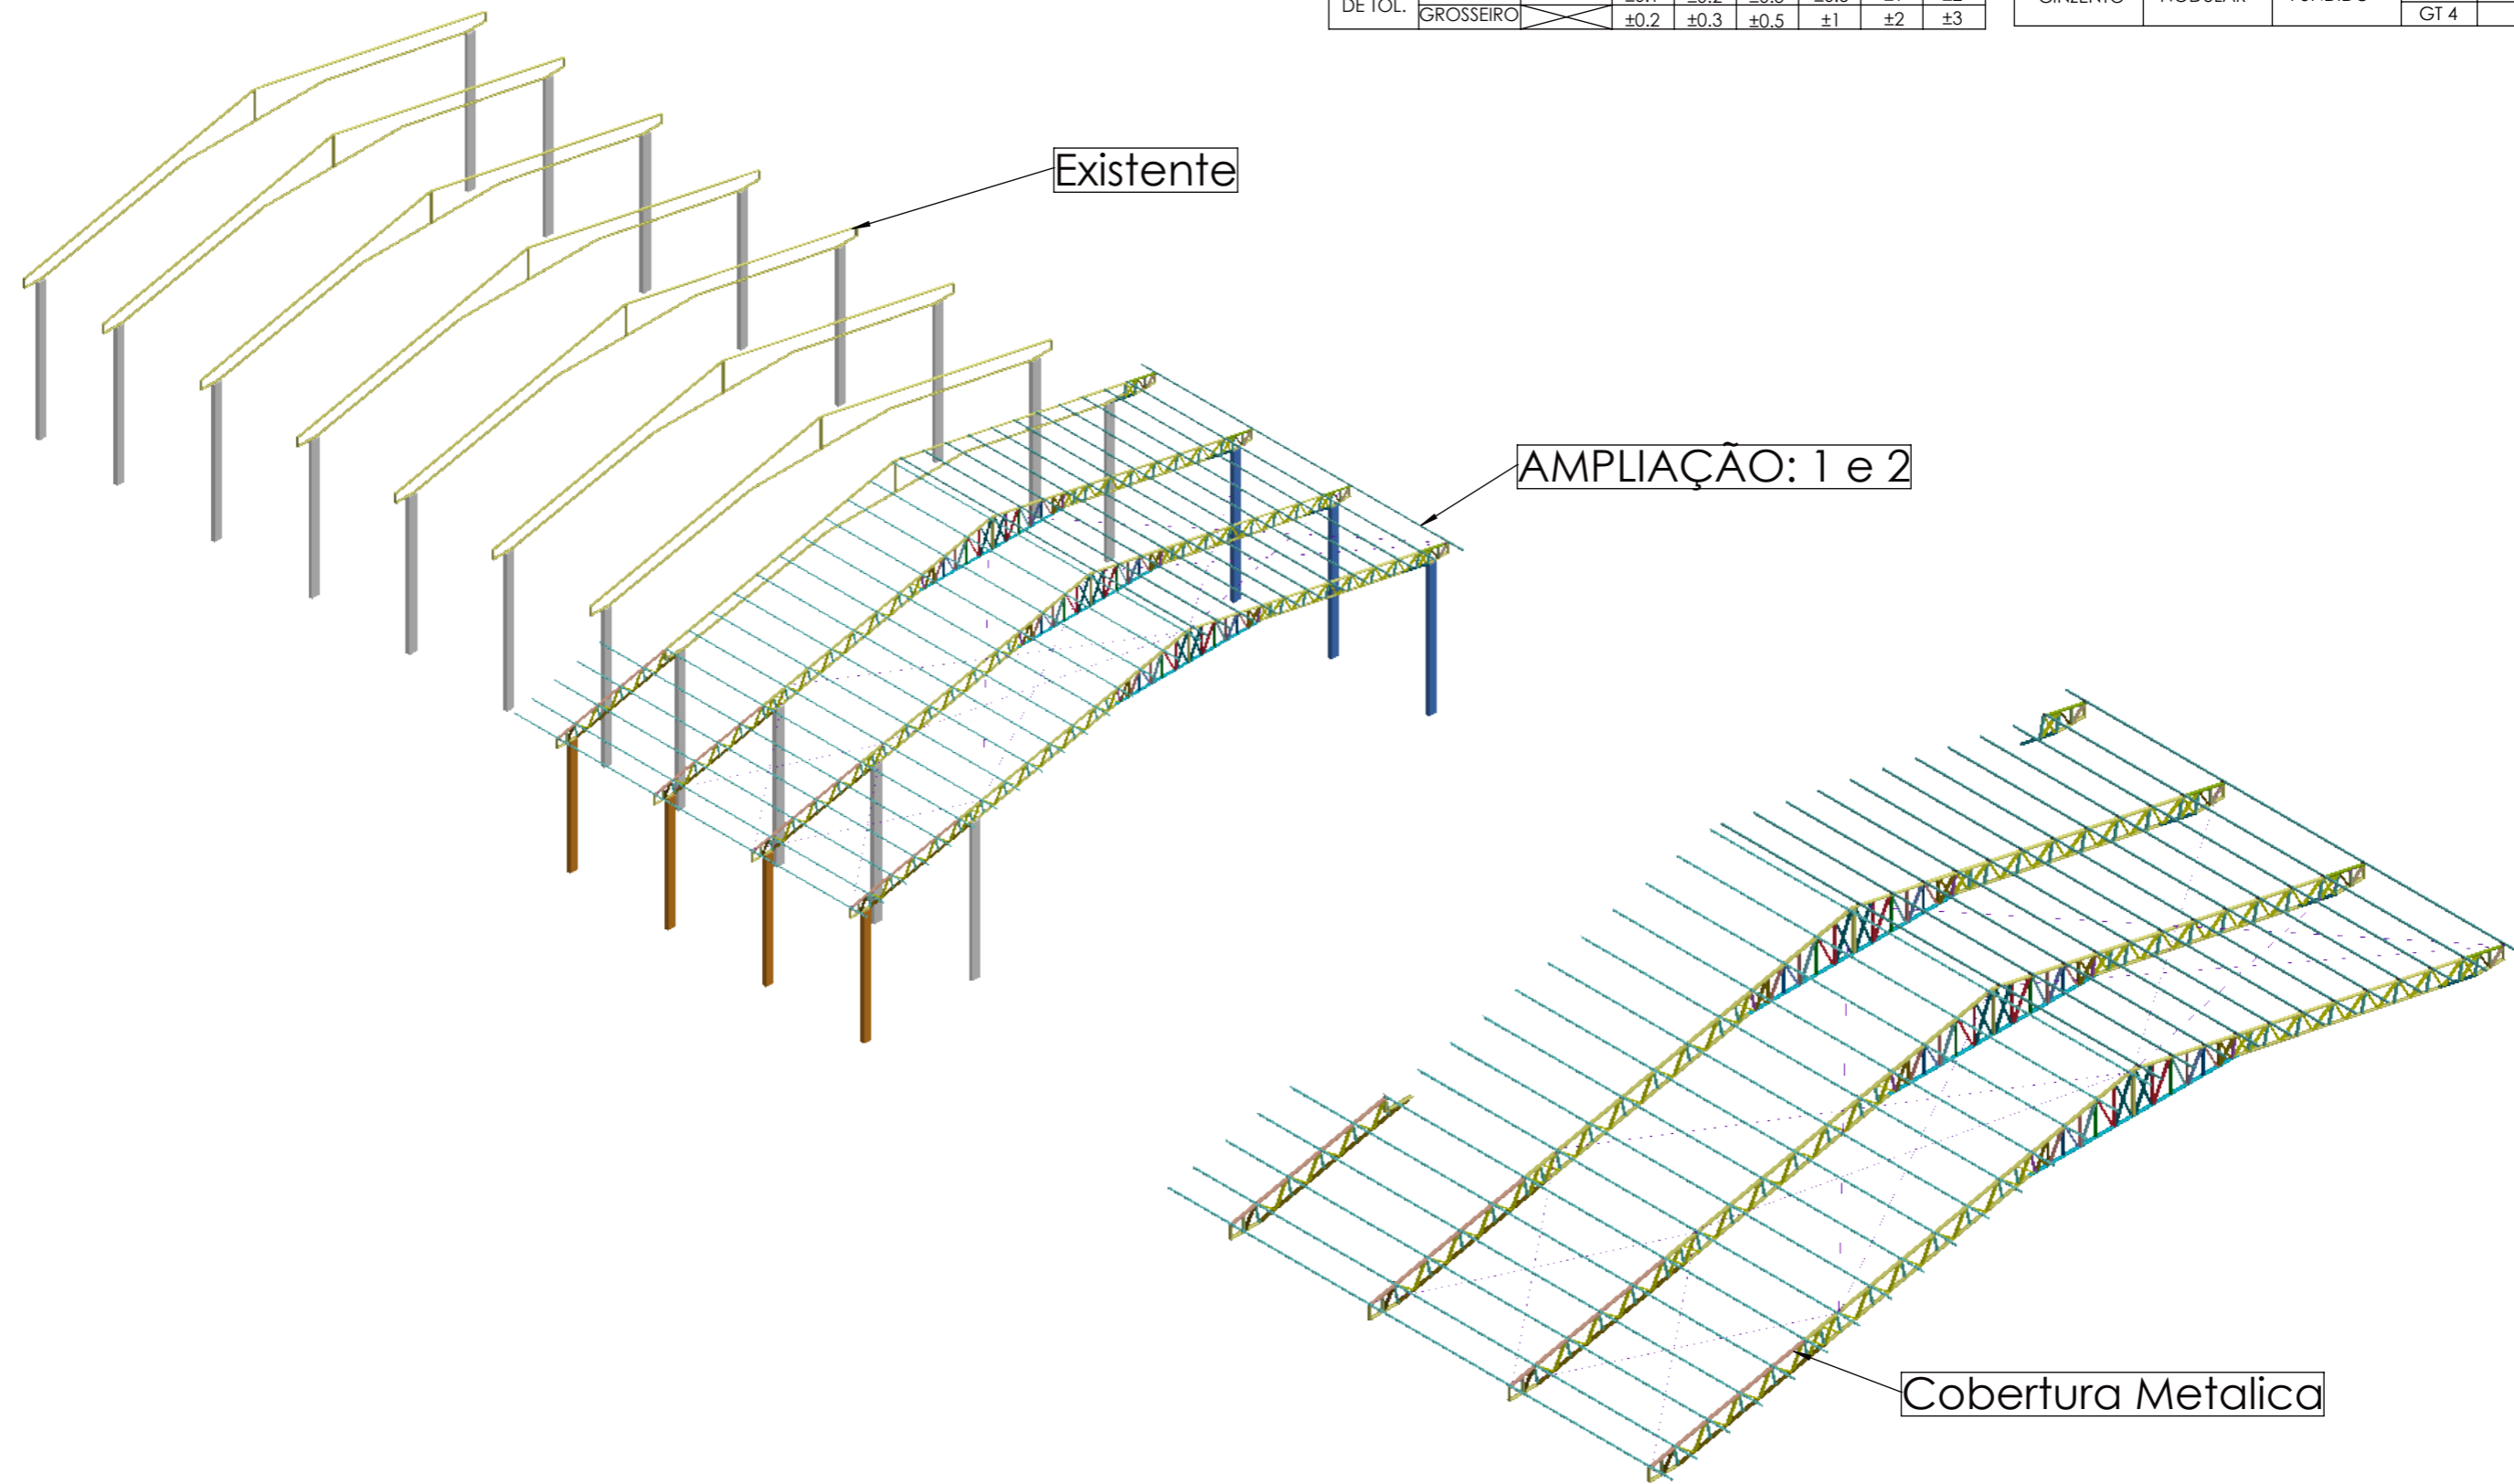 DE TOL.
GROSSEIRO ±0.2 ±0.3 ±0.5 ±1 ±2 ±3
GT 4
Existente
AMPLIAÇÃO: 1 e 2
Cobertura Metalica